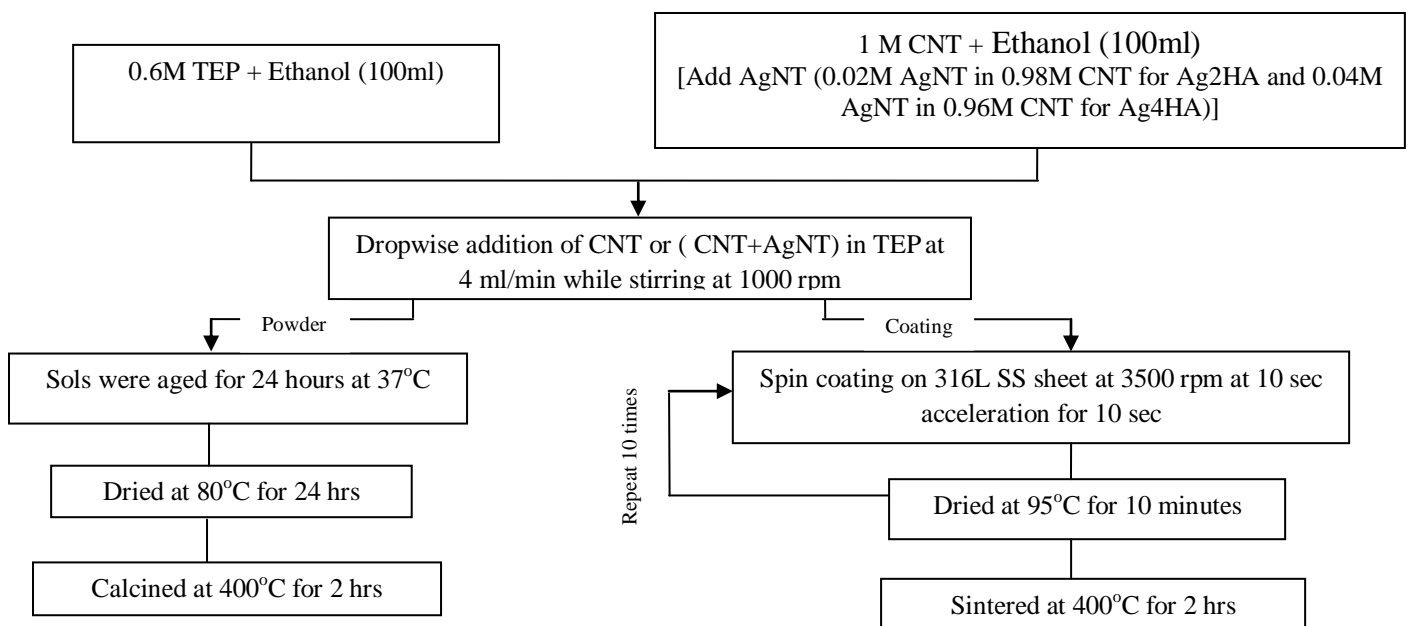 0.6M TEP + Ethanol (100ml)
1 M CNT + Ethanol (100ml)
[Add AgNT (0.02M AgNT in 0.98M CNT for Ag2HA and 0.04M
AgNT in 0.96M CNT for Ag4HA)]
Dropwise addition of CNT or ( CNT+AgNT) in TEP at
4 ml/min while stirring at 1000 rpm
Powder
Coating
Sols were aged for 24 hours at 37°C
Dried at 80°C for 24 hrs
Calcined at 400°C for 2 hrs
Spin coating on 316L SS sheet at 3500 rpm at 10 sec
acceleration for 10 sec
Repeat 10 times
Dried at 95°C for 10 minutes
Sintered at 400°C for 2 hrs